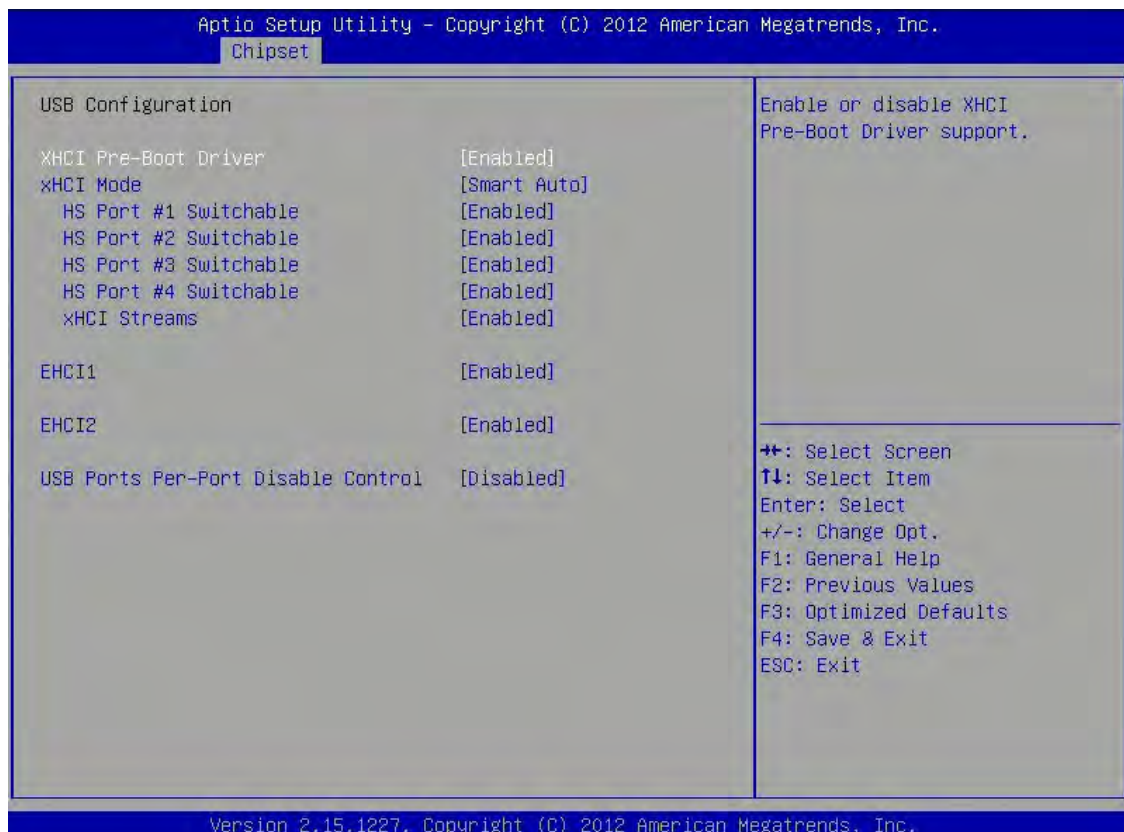 Aptio Setup Utility – Copyright (C) 2012 American Megatrends, Inc.
Chipset
USB Configuration
XHCI Pre-Boot Driver [Enabled]
xHCI Mode [Smart Auto]
HS Port #1 Switchable [Enabled]
HS Port #2 Switchable [Enabled]
HS Port #3 Switchable [Enabled]
HS Port #4 Switchable [Enabled]
xHCI Streams [Enabled]
EHCI1 [Enabled]
EHCI2 [Enabled]
USB Ports Per-Port Disable Control [Disabled]
Enable or disable XHCI
Pre-Boot Driver support.
→←: Select Screen
↑↓: Select Item
Enter: Select
+/-: Change Opt.
F1: General Help
F2: Previous Values
F3: Optimized Defaults
F4: Save & Exit
ESC: Exit
Version 2.15.1227. Copyright (C) 2012 American Megatrends, Inc.